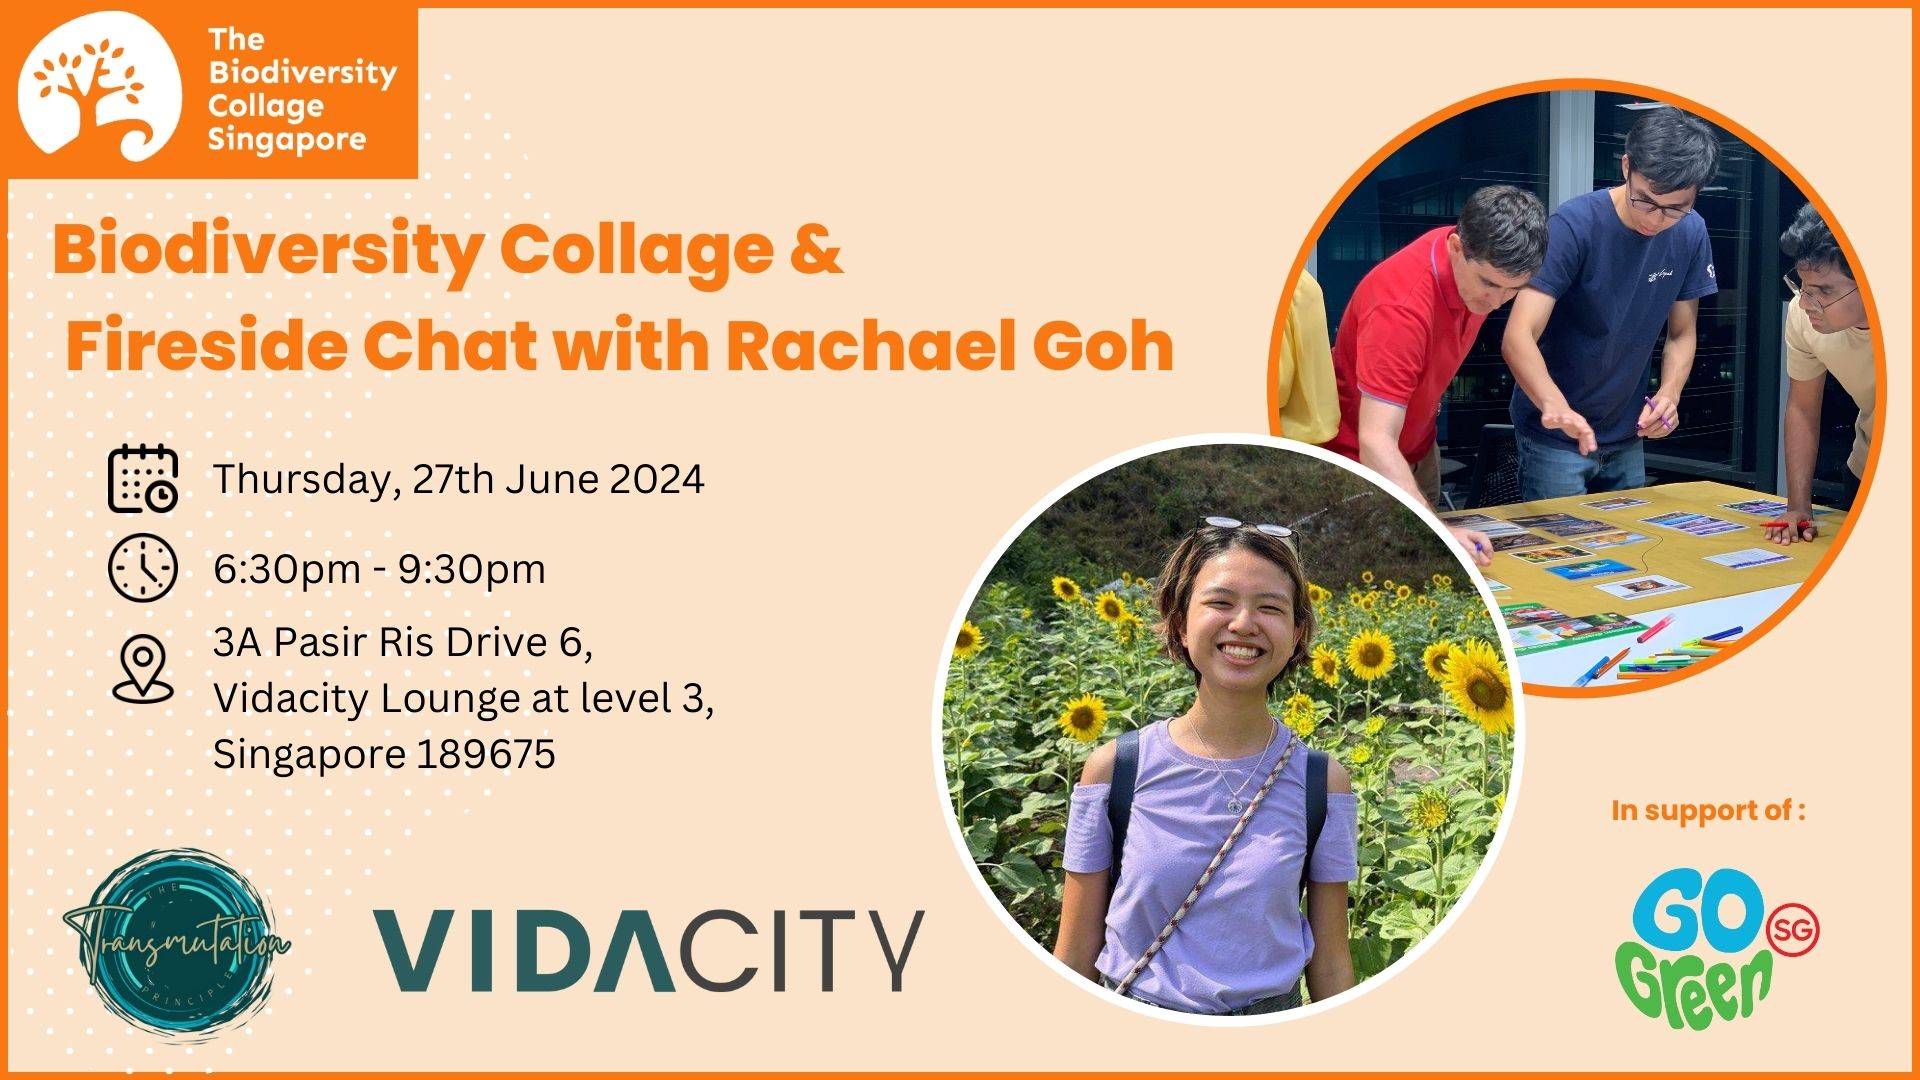 The
Biodiversity
Collage
Singapore
Biodiversity Collage &
Fireside Chat with Rachael Goh
Thursday, 27th June 2024
6:30pm - 9:30pm
3A Pasir Ris Drive 6,
Vidacity Lounge at level 3,
Singapore 189675
THE
Transmutation
PRINCIPLE
VIDACITY
In support of :
GO
Green
SG